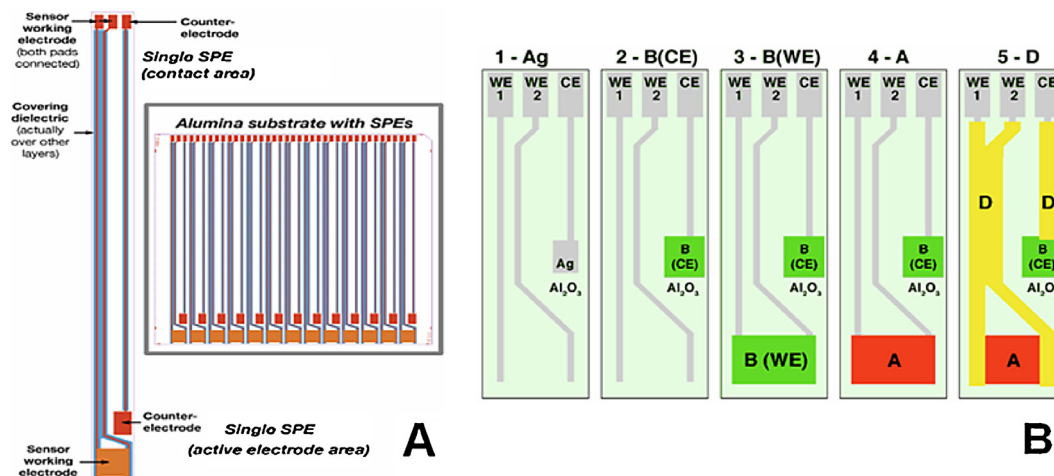 Sensor
working
electrode
(both pads
connected)
Counter-
electrode
Singlo SPE
(contact area)
Covering
dielectric
(actually
over other
layers)
Alumina substrate with SPEs
Counter-
electrode
Singlo SPE
(active electrode area)
Sensor
working
electrode
A
1 - Ag
WE WE CE
1 2
Ag
Al₂O₃
2 - B(CE)
WE WE CE
1 2
B
(CE)
Al₂O₃
3 - B(WE)
WE WE CE
1 2
B
(CE)
Al₂O₃
B (WE)
4 - A
WE WE CE
1 2
B
(CE)
Al₂O₃
A
5 - D
WE WE CE
1 2
D D
B
(CE)
Al₂O₃
A
B